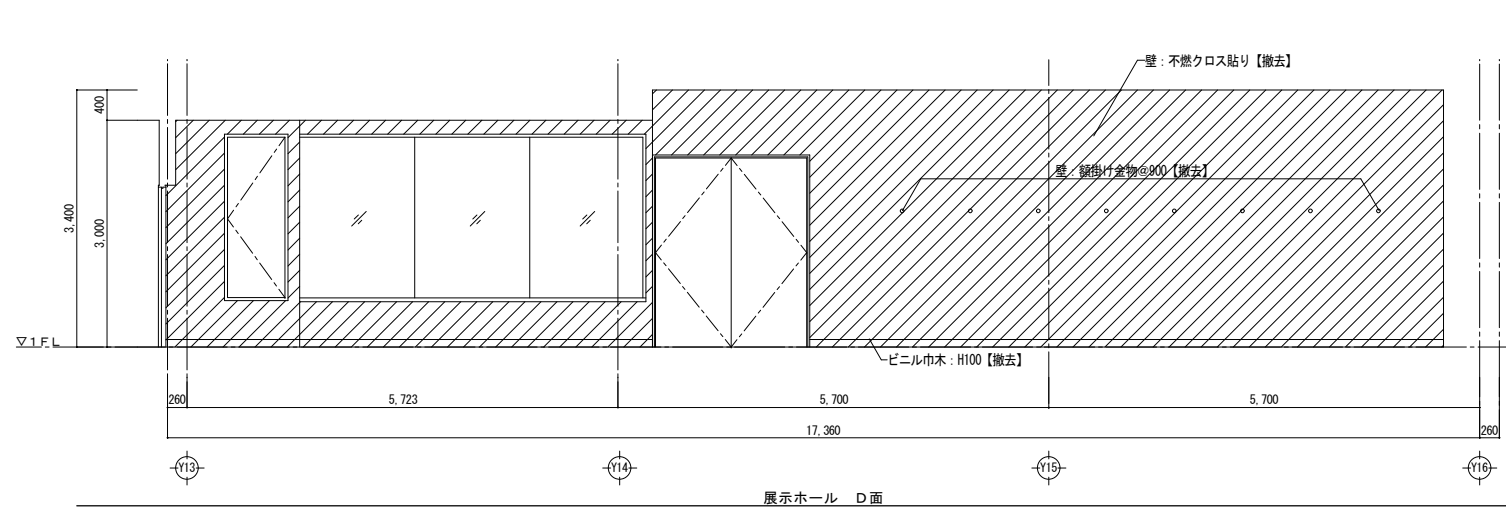 壁：不燃クロス貼り【撤去】
400
壁：額掛け金物@900【撤去】
3,400
3,000
▽1FL
ビニル巾木：H100【撤去】
260
5,723
5,700
5,700
17,360
260
Y13
Y14
Y15
Y16
展示ホール　D面